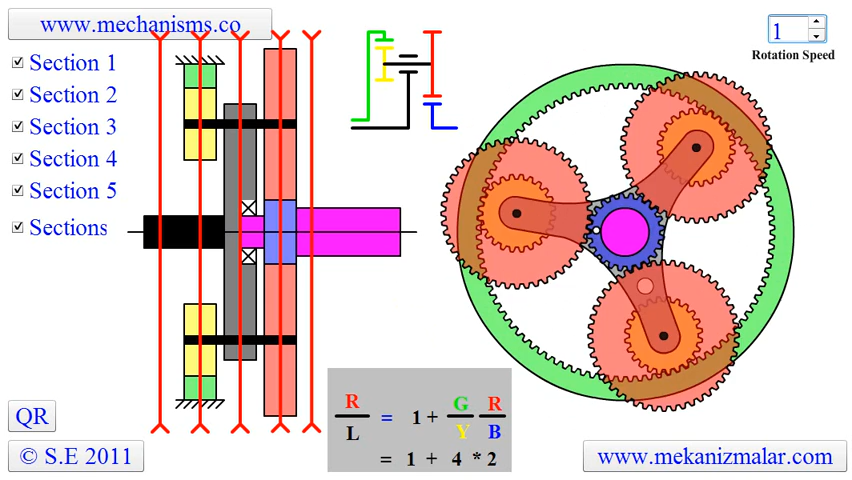 www.mechanisms.co
Section 1
Section 2
Section 3
Section 4
Section 5
Sections
1
Rotation Speed
R / L = 1 + G / Y R / B
= 1 + 4 * 2
QR
© S.E 2011
www.mekanizmalar.com